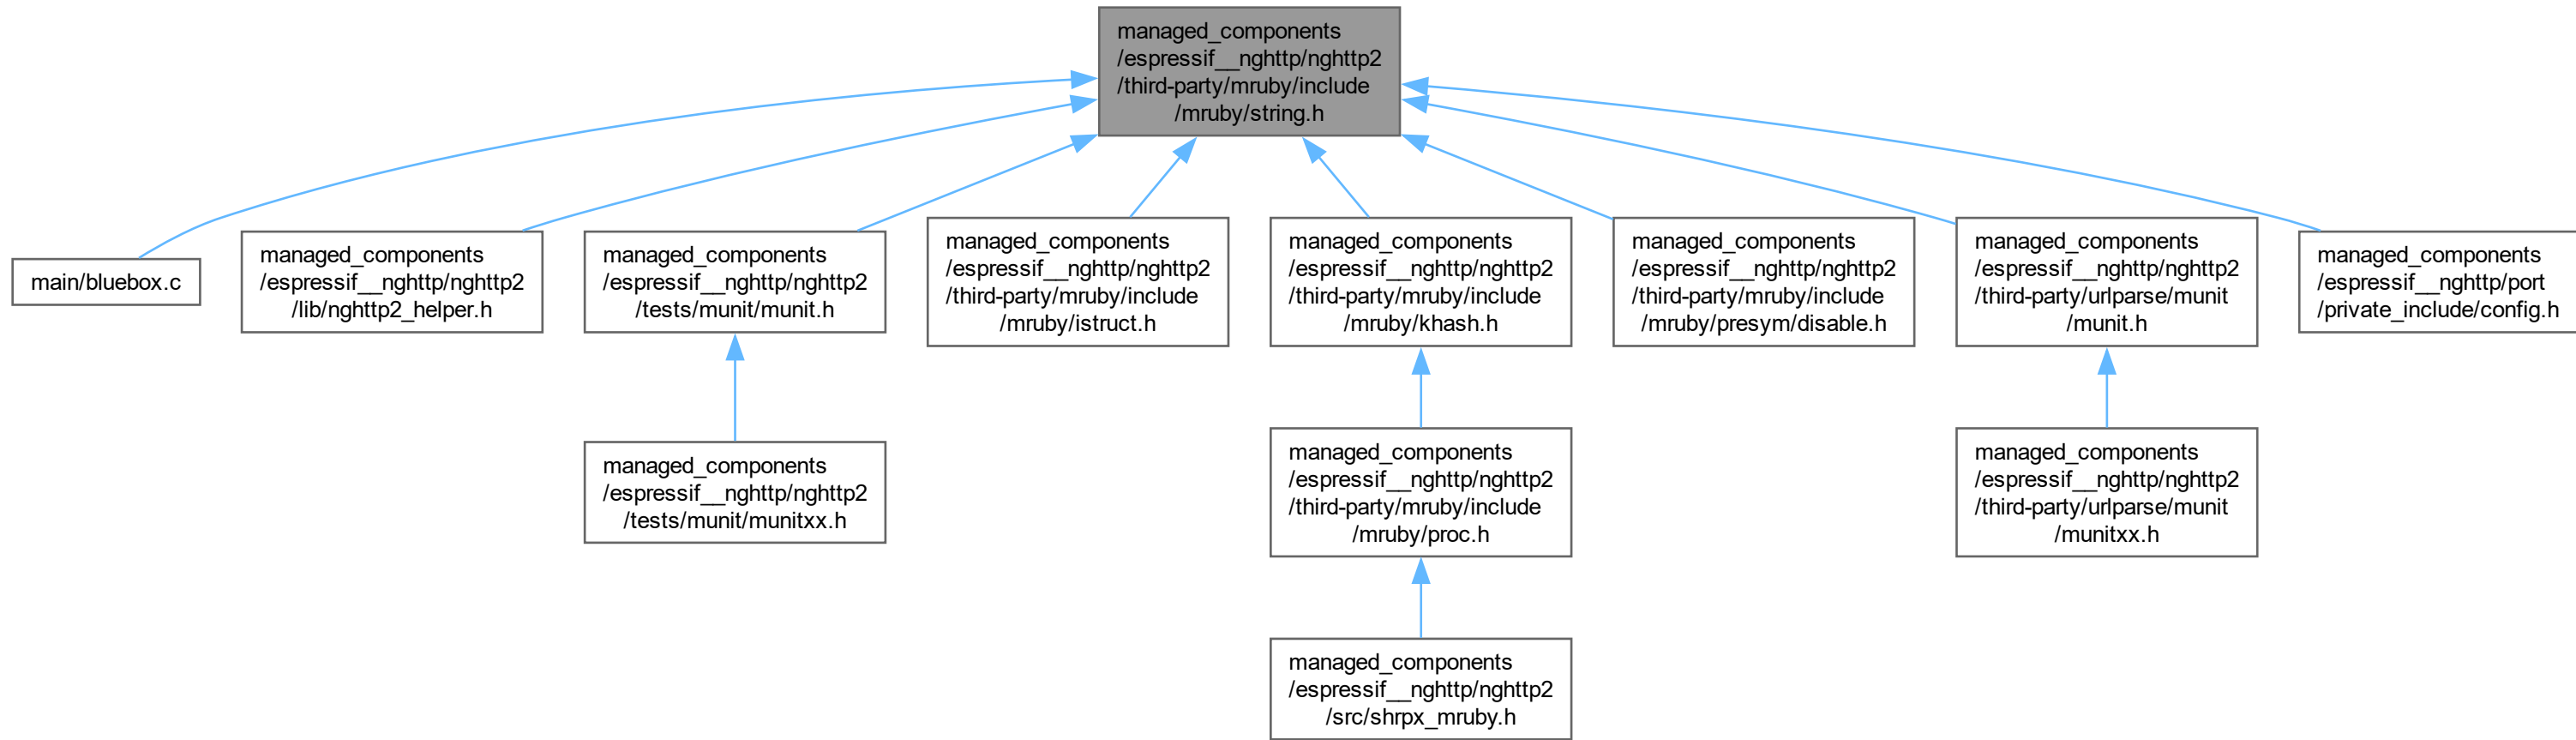 managed_components
/espressif__nghttp/nghttp2
/third-party/mruby/include
/mruby/string.h
main/bluebox.c
managed_components
/espressif__nghttp/nghttp2
/lib/nghttp2_helper.h
managed_components
/espressif__nghttp/nghttp2
/tests/munit/munit.h
managed_components
/espressif__nghttp/nghttp2
/third-party/mruby/include
/mruby/istruct.h
managed_components
/espressif__nghttp/nghttp2
/third-party/mruby/include
/mruby/khash.h
managed_components
/espressif__nghttp/nghttp2
/third-party/mruby/include
/mruby/presym/disable.h
managed_components
/espressif__nghttp/nghttp2
/third-party/urlparse/munit
/munit.h
managed_components
/espressif__nghttp/port
/private_include/config.h
managed_components
/espressif__nghttp/nghttp2
/tests/munit/munitxx.h
managed_components
/espressif__nghttp/nghttp2
/third-party/mruby/include
/mruby/proc.h
managed_components
/espressif__nghttp/nghttp2
/third-party/urlparse/munit
/munitxx.h
managed_components
/espressif__nghttp/nghttp2
/src/shrpx_mruby.h